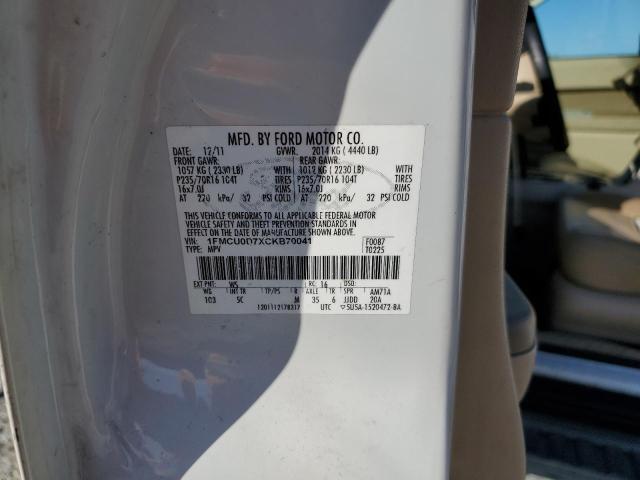 MFD. BY FORD MOTOR CO.
DATE: 12/11 GVWR: 2014 KG ( 4440 LB)
FRONT GAWR: REAR GAWR:
1057 KG ( 2330 LB) WITH 1012 KG ( 2230 LB) WITH
P235/70R16 104T TIRES P235/70R16 104T TIRES
16x7.0J RIMS 16x7.0J RIMS
AT 220 kPa/ 32 PSI COLD AT 220 kPa/ 32 PSI COLD
THIS VEHICLE CONFORMS TO ALL APPLICABLE FEDERAL MOTOR
VEHICLE SAFETY AND THEFT PREVENTION STANDARDS IN
EFFECT ON THE DATE OF MANUFACTURE SHOWN ABOVE.
VIN: 1FMCU0D7XCKB70041 F0087
TYPE: MPV T0225
EXT PNT: WS RC: 16
WS INT TR TP/PS R AXLE TR SPR AM71A
103 5C M 35 6 JJDD 20A
UTC 5U5A-1520472-BA